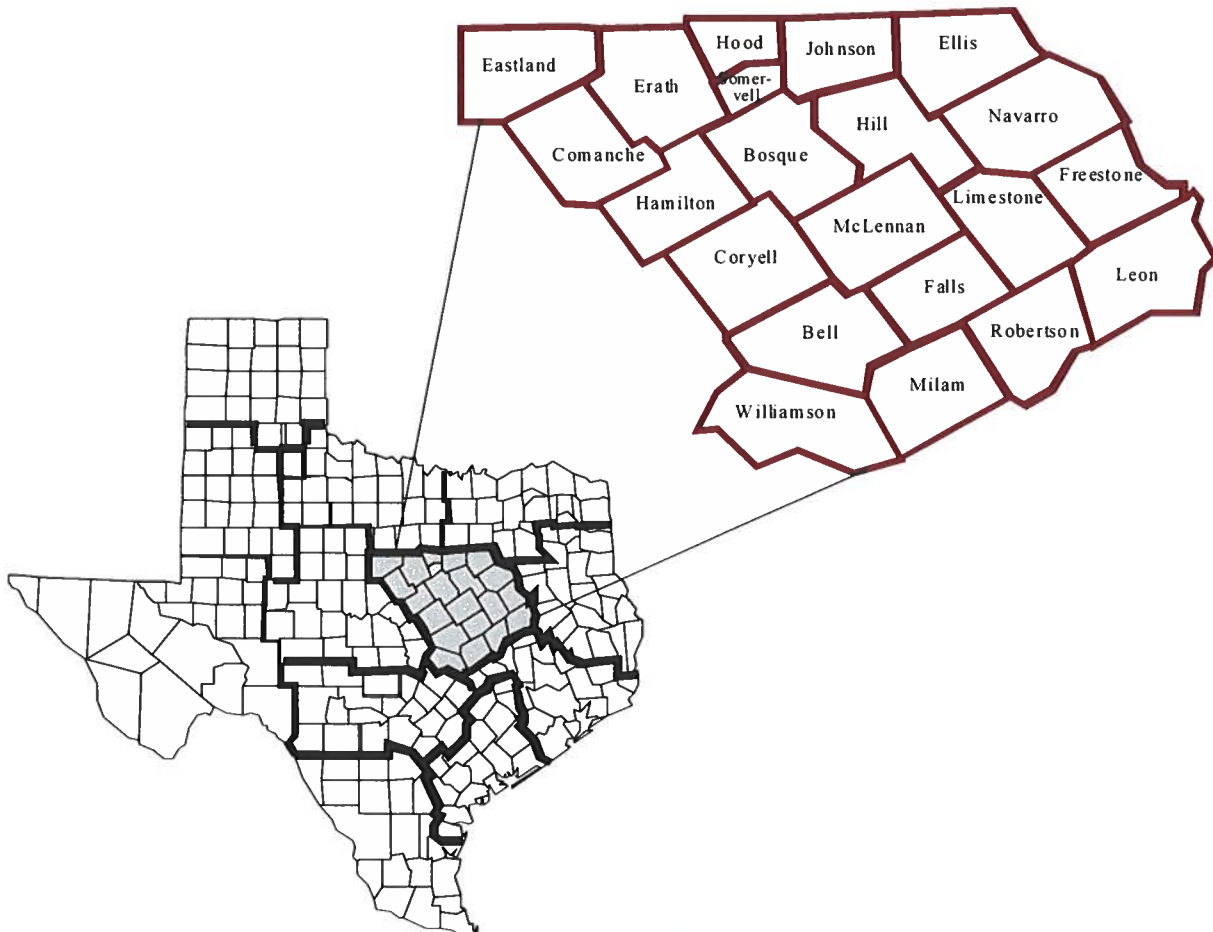 Hood
Johnson
Ellis
Eastland
Erath
Somer-
vell
Hill
Navarro
Comanche
Bosque
Freestone
Hamilton
Limestone
McLennan
Coryell
Leon
Falls
Bell
Robertson
Milam
Williamson